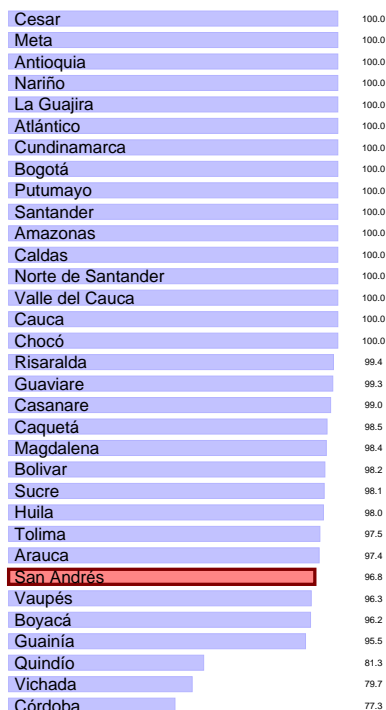 Cesar 100.0
Meta 100.0
Antioquia 100.0
Nariño 100.0
La Guajira 100.0
Atlántico 100.0
Cundinamarca 100.0
Bogotá 100.0
Putumayo 100.0
Santander 100.0
Amazonas 100.0
Caldas 100.0
Norte de Santander 100.0
Valle del Cauca 100.0
Cauca 100.0
Chocó 100.0
Risaralda 99.4
Guaviare 99.3
Casanare 99.0
Caquetá 98.5
Magdalena 98.4
Bolivar 98.2
Sucre 98.1
Huila 98.0
Tolima 97.5
Arauca 97.4
San Andrés 96.8
Vaupés 96.3
Boyacá 96.2
Guainía 95.5
Quindío 81.3
Vichada 79.7
Córdoba 77.3